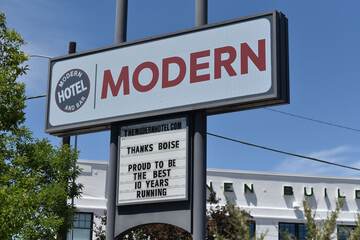 MODERN
HOTEL
AND BAR
MODERN
THEMODERNHOTEL.COM
THANKS BOISE
PROUD TO BE
THE BEST
10 YEARS
RUNNING